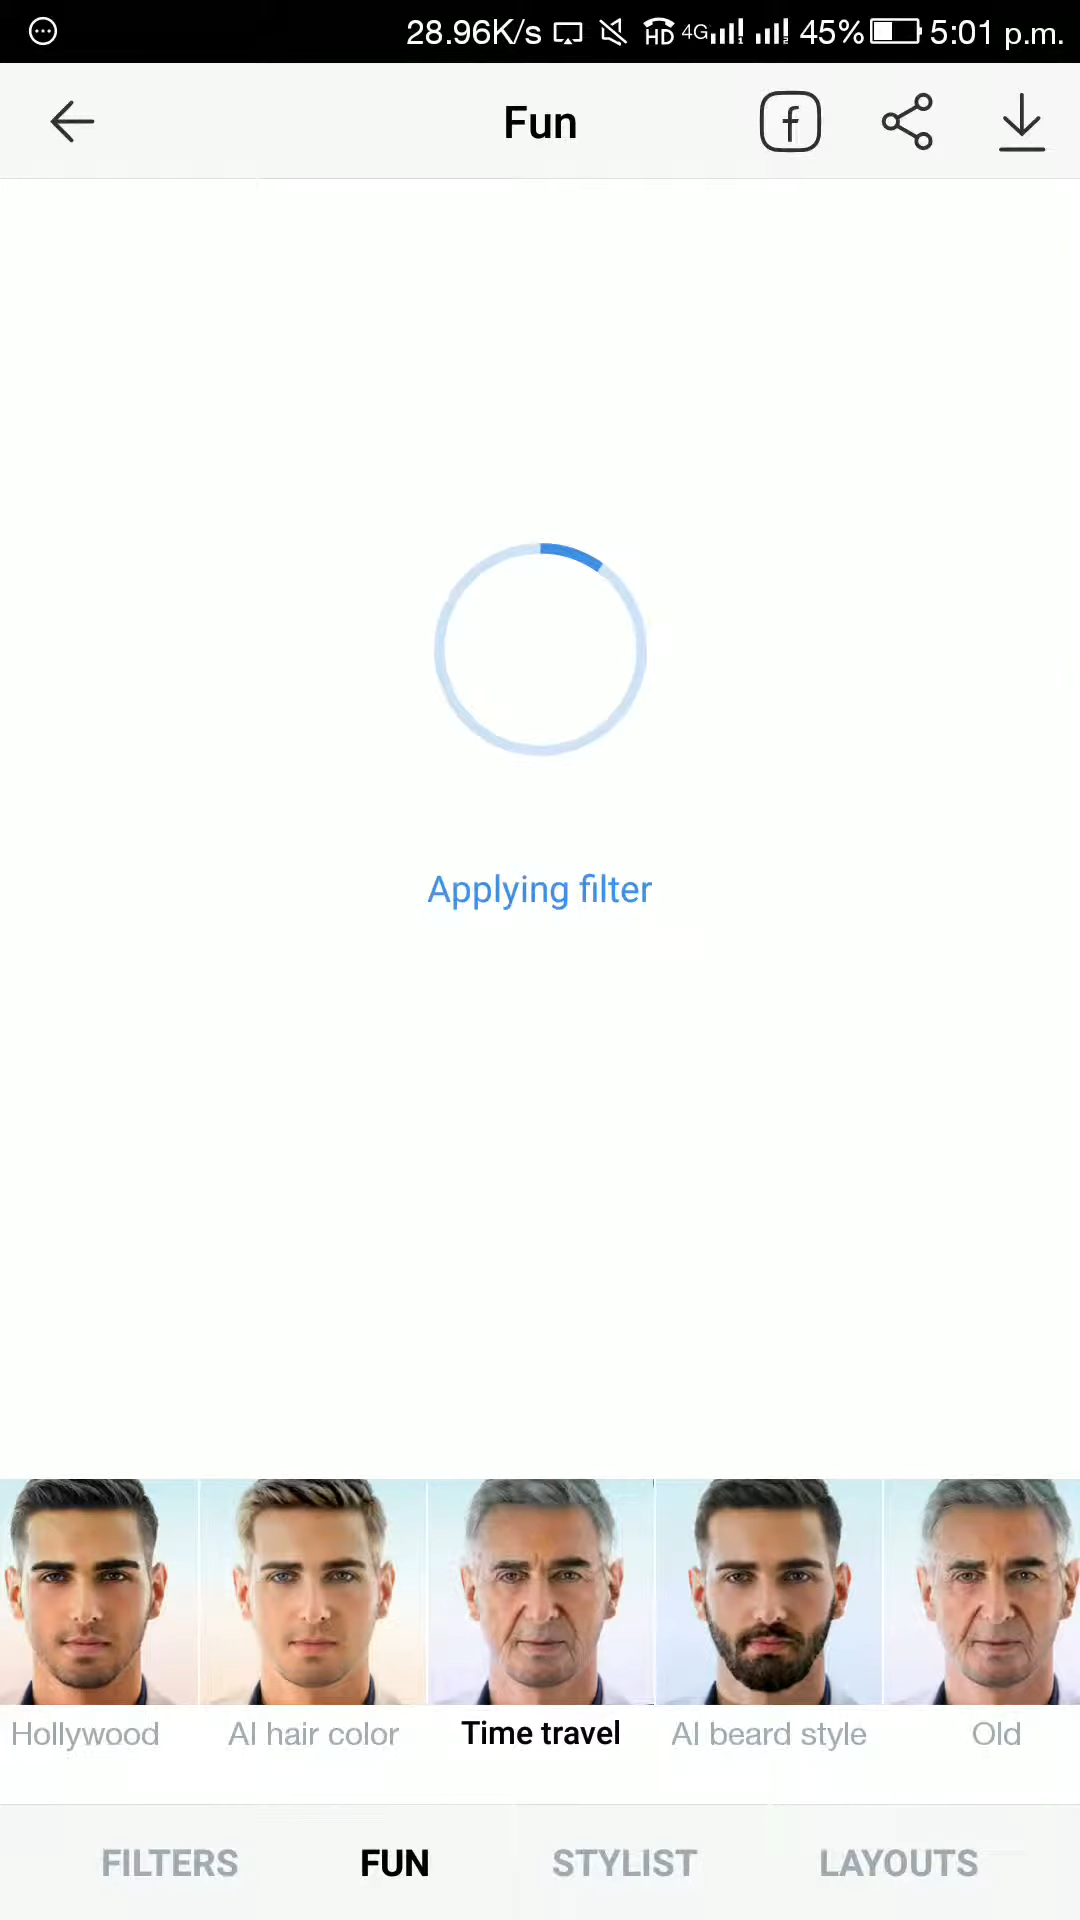 28.96K/s HD 4G 45% 5:01 p.m.
Fun
Applying filter
Hollywood AI hair color Time travel AI beard style Old
FILTERS FUN STYLIST LAYOUTS